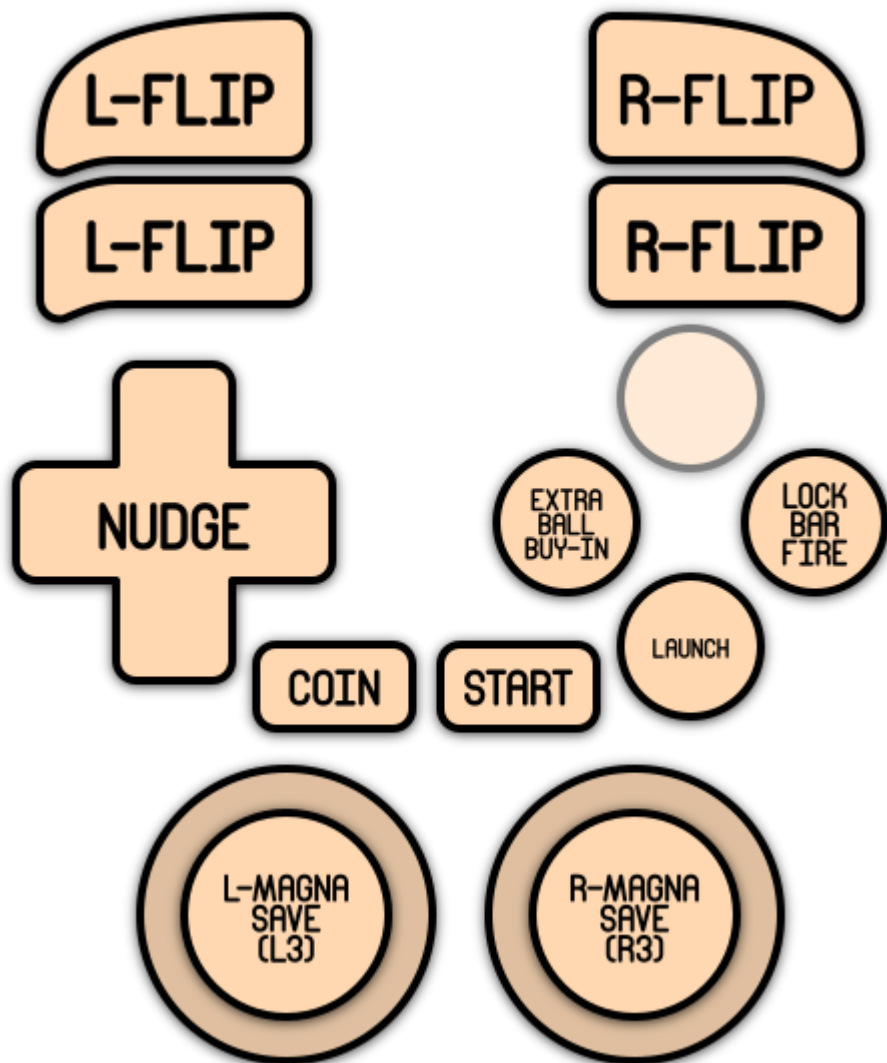 L-FLIP
R-FLIP
L-FLIP
R-FLIP
NUDGE
EXTRA
BALL
BUY-IN
LOCK
BAR
FIRE
LAUNCH
COIN
START
L-MAGNA
SAVE
(L3)
R-MAGNA
SAVE
(R3)